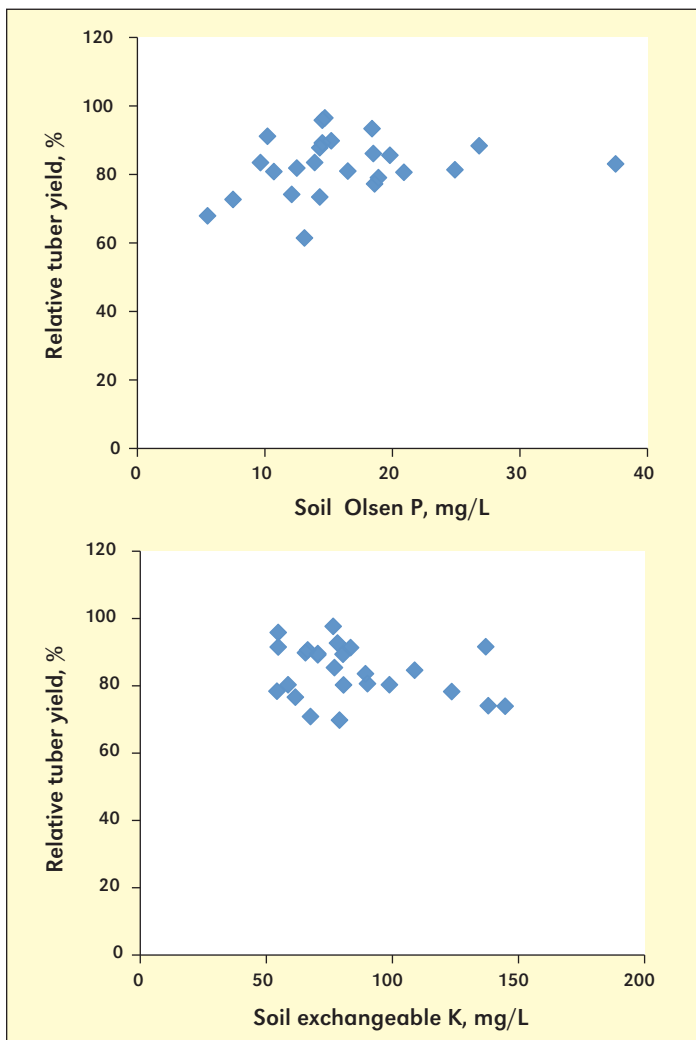 120
100
80
60
40
20
0
Relative tuber yield, %
0 10 20 30 40
Soil Olsen P, mg/L
120
100
80
60
40
20
0
Relative tuber yield, %
0 50 100 150 200
Soil exchangeable K, mg/L